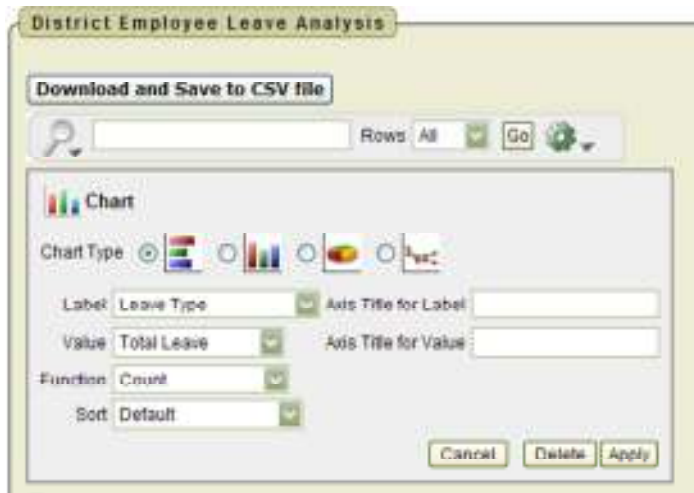 District Employee Leave Analysis
Download and Save to CSV file
Rows All Go
Chart
Chart Type
Label Leave Type Axis Title for Label
Value Total Leave Axis Title for Value
Function Count
Sort Default
Cancel Delete Apply